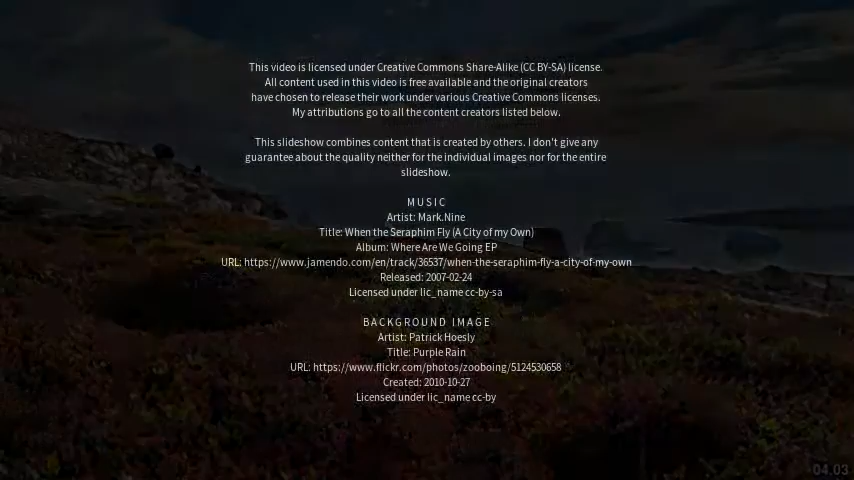 This video is licensed under Creative Commons Share-Alike (CC BY-SA) license.
All content used in this video is free available and the original creators
have chosen to release their work under various Creative Commons licenses.
My attributions go to all the content creators listed below.
This slideshow combines content that is created by others. I don't give any
guarantee about the quality neither for the individual images nor for the entire
slideshow.
MUSIC
Artist: Mark.Nine
Title: When the Seraphim Fly (A City of my Own)
Album: Where Are We Going EP
URL: https://www.jamendo.com/en/track/36537/when-the-seraphim-fly-a-city-of-my-own
Released: 2007-02-24
Licensed under lic_name cc-by-sa
BACKGROUND IMAGE
Artist: Patrick Hoesly
Title: Purple Rain
URL: https://www.flickr.com/photos/zooboing/5124530658
Created: 2010-10-27
Licensed under lic_name cc-by
04.03